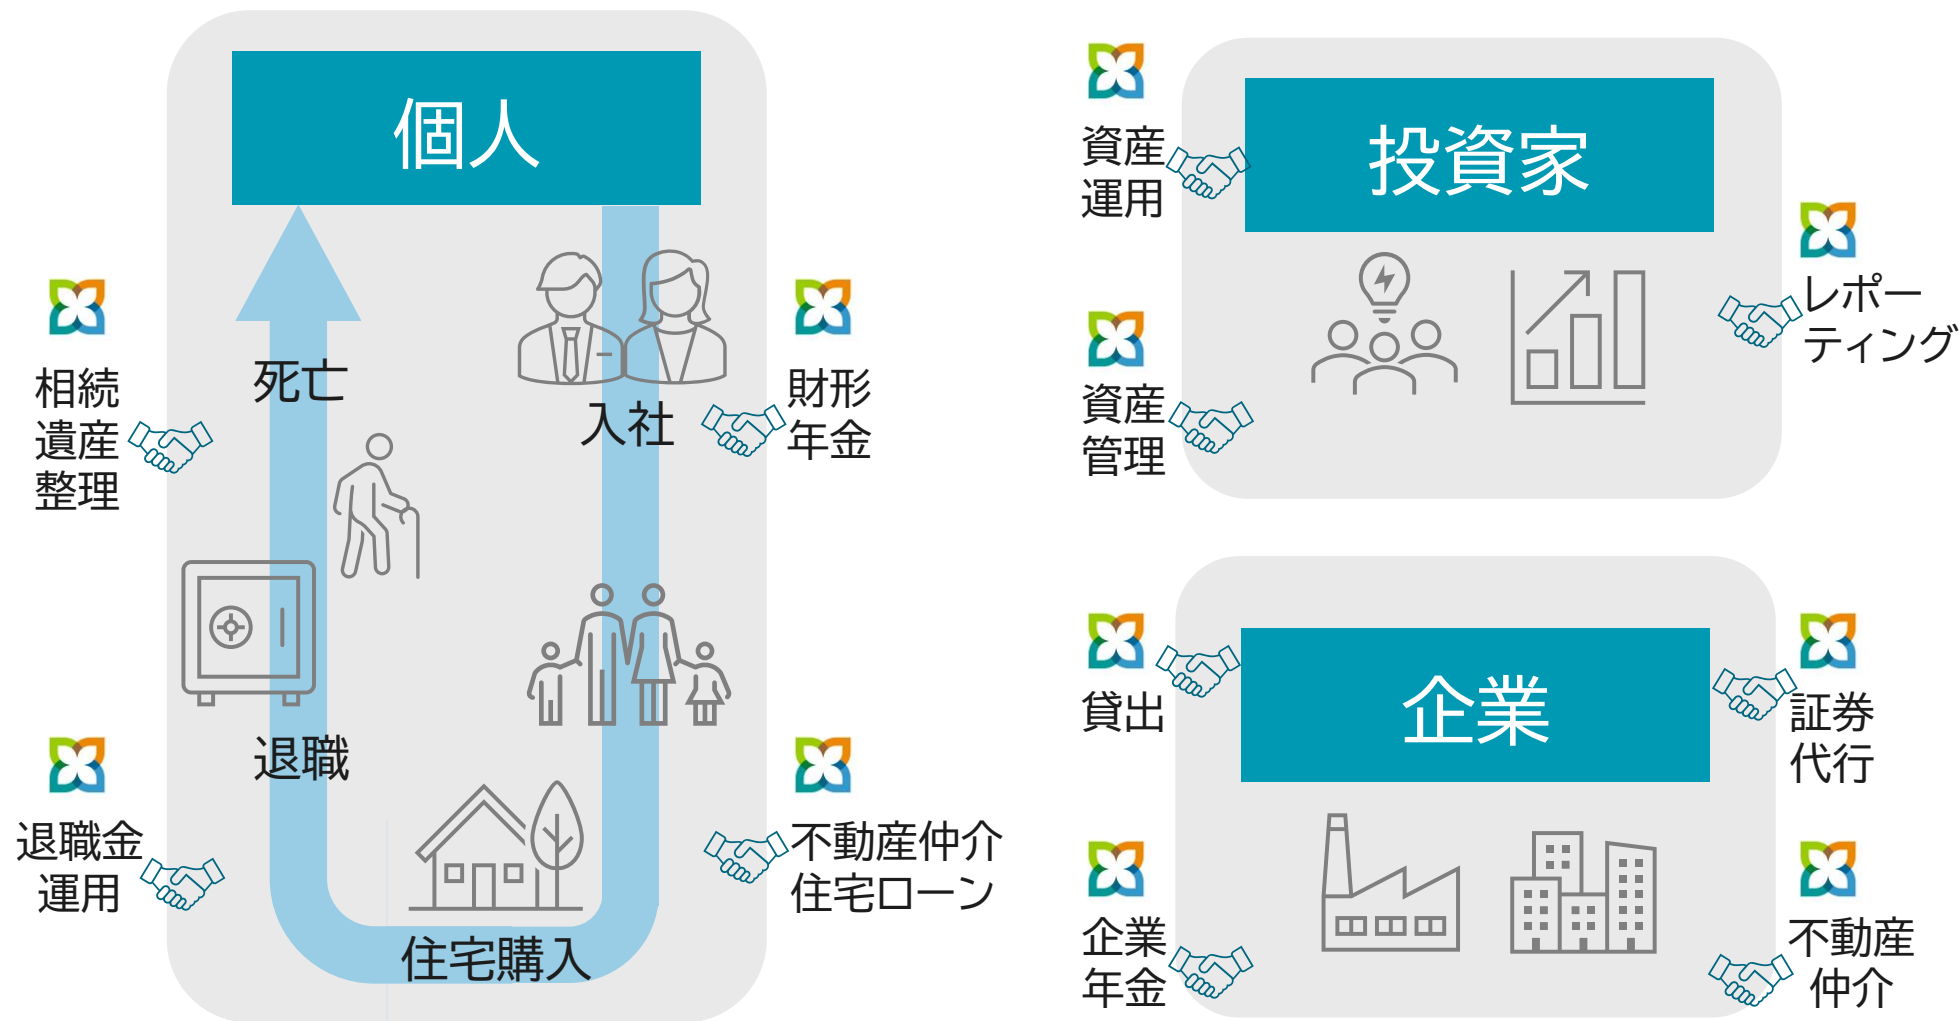 個人
死亡
入社
相続
遺産
整理
財形
年金
退職
退職金
運用
不動産仲介
住宅ローン
住宅購入
投資家
資産
運用
レポー
ティング
資産
管理
企業
貸出
証券
代行
企業
年金
不動産
仲介